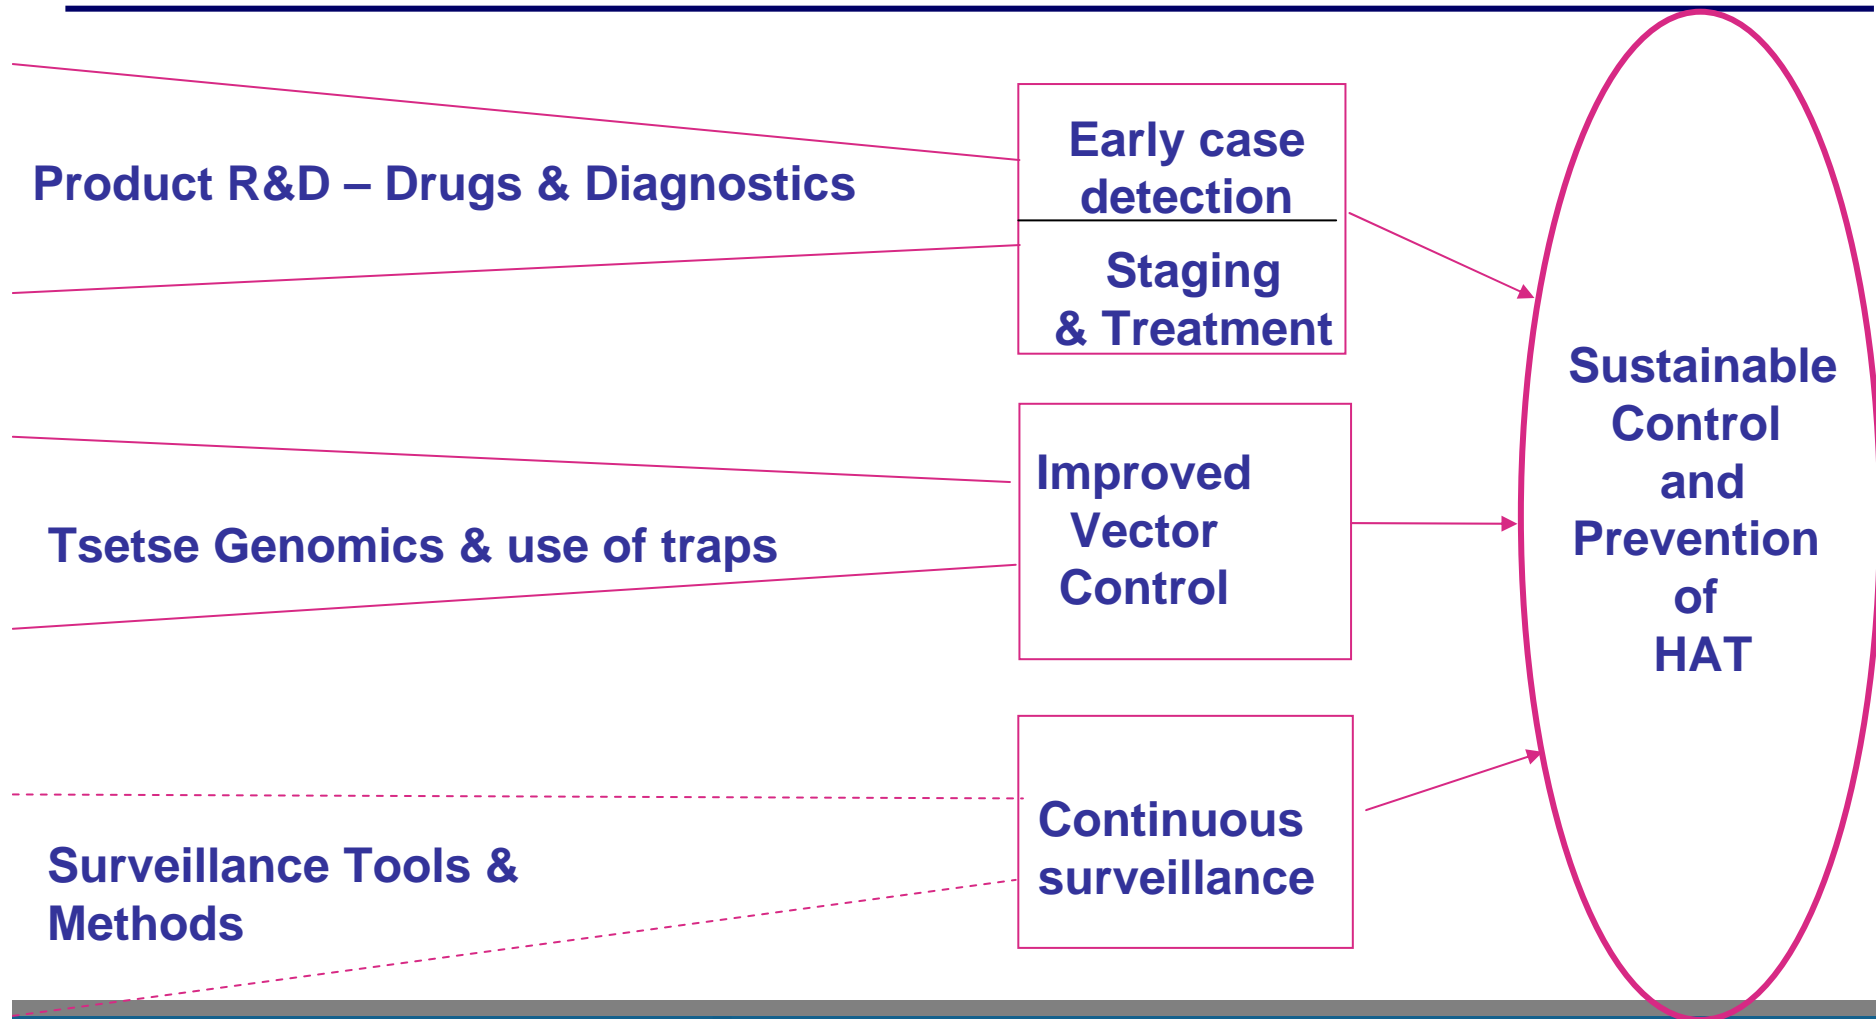 Product R&D – Drugs & Diagnostics
Early case
detection
Staging
& Treatment
Tsetse Genomics & use of traps
Improved
Vector
Control
Surveillance Tools &
Methods
Continuous
surveillance
Sustainable
Control
and
Prevention
of
HAT